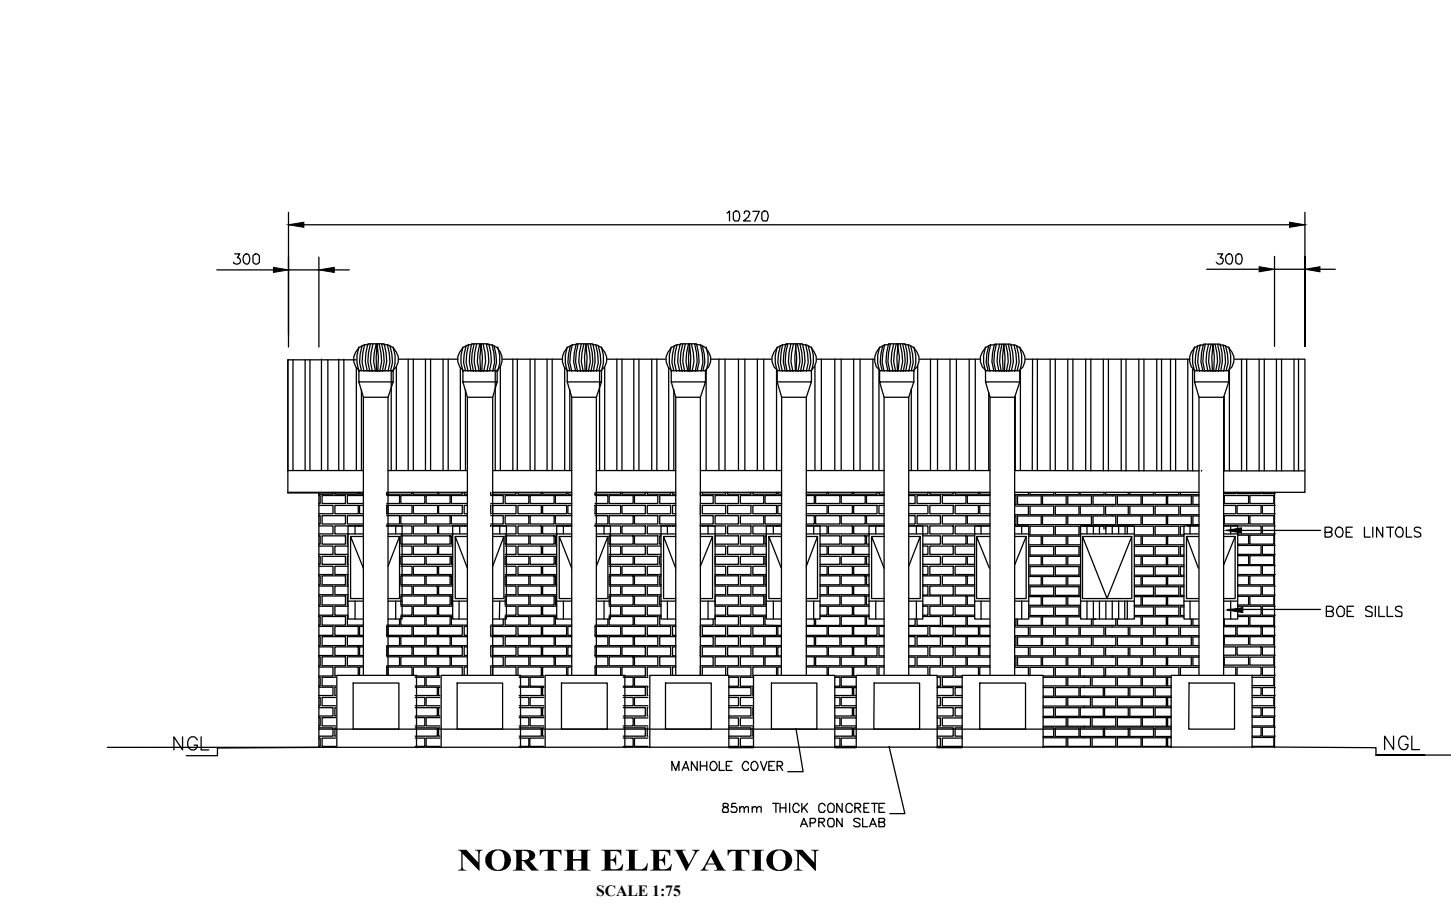 10270
300
300
BOE LINTOLS
BOE SILLS
NGL
NGL
MANHOLE COVER
85mm THICK CONCRETE
APRON SLAB
NORTH ELEVATION
SCALE 1:75